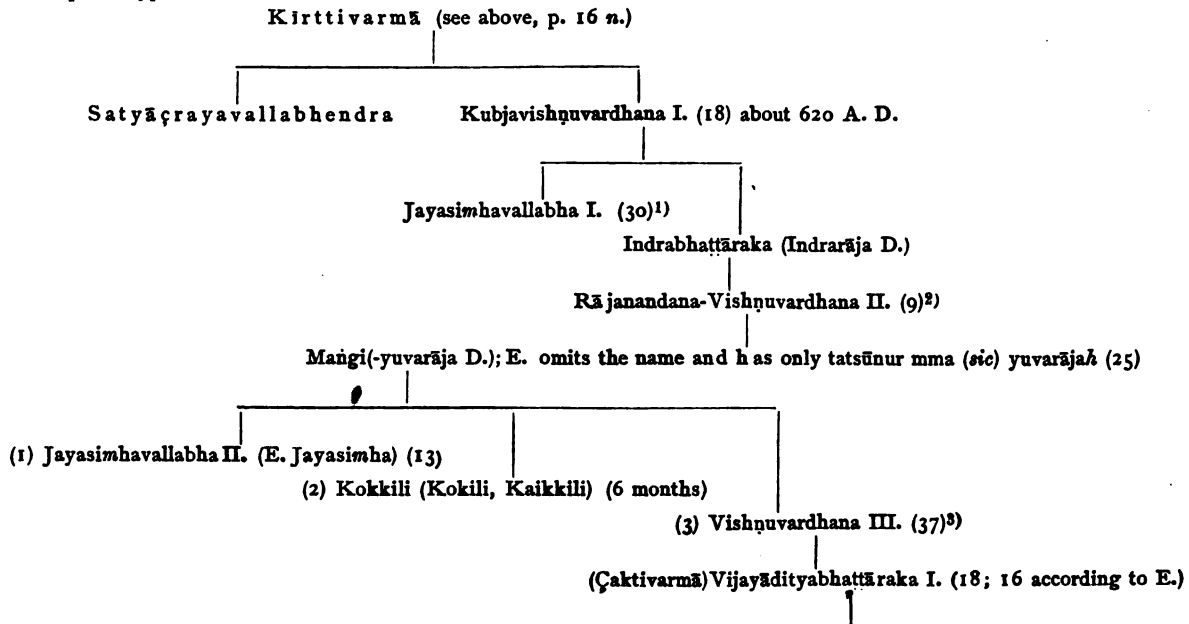 Kīrttivarmā (see above, p. 16 n.)
Satyāçrayavallabhendra Kubjavishṇuvardhana I. (18) about 620 A. D.
Jayasimhavallabha I. (30)¹)
Indrabhaṭṭāraka (Indrarāja D.)
Rājanandana-Vishṇuvardhana II. (9)²)
Maṅgi(-yuvarāja D.); E. omits the name and has only tatsūnur mma (sic) yuvarājah (25)
(1) Jayasimhavallabha II. (E. Jayasimha) (13)
(2) Kokkili (Kokili, Kaikkili) (6 months)
(3) Vishṇuvardhana III. (37)³)
(Çaktivarmā) Vijayādityabhaṭṭāraka I. (18; 16 according to E.)